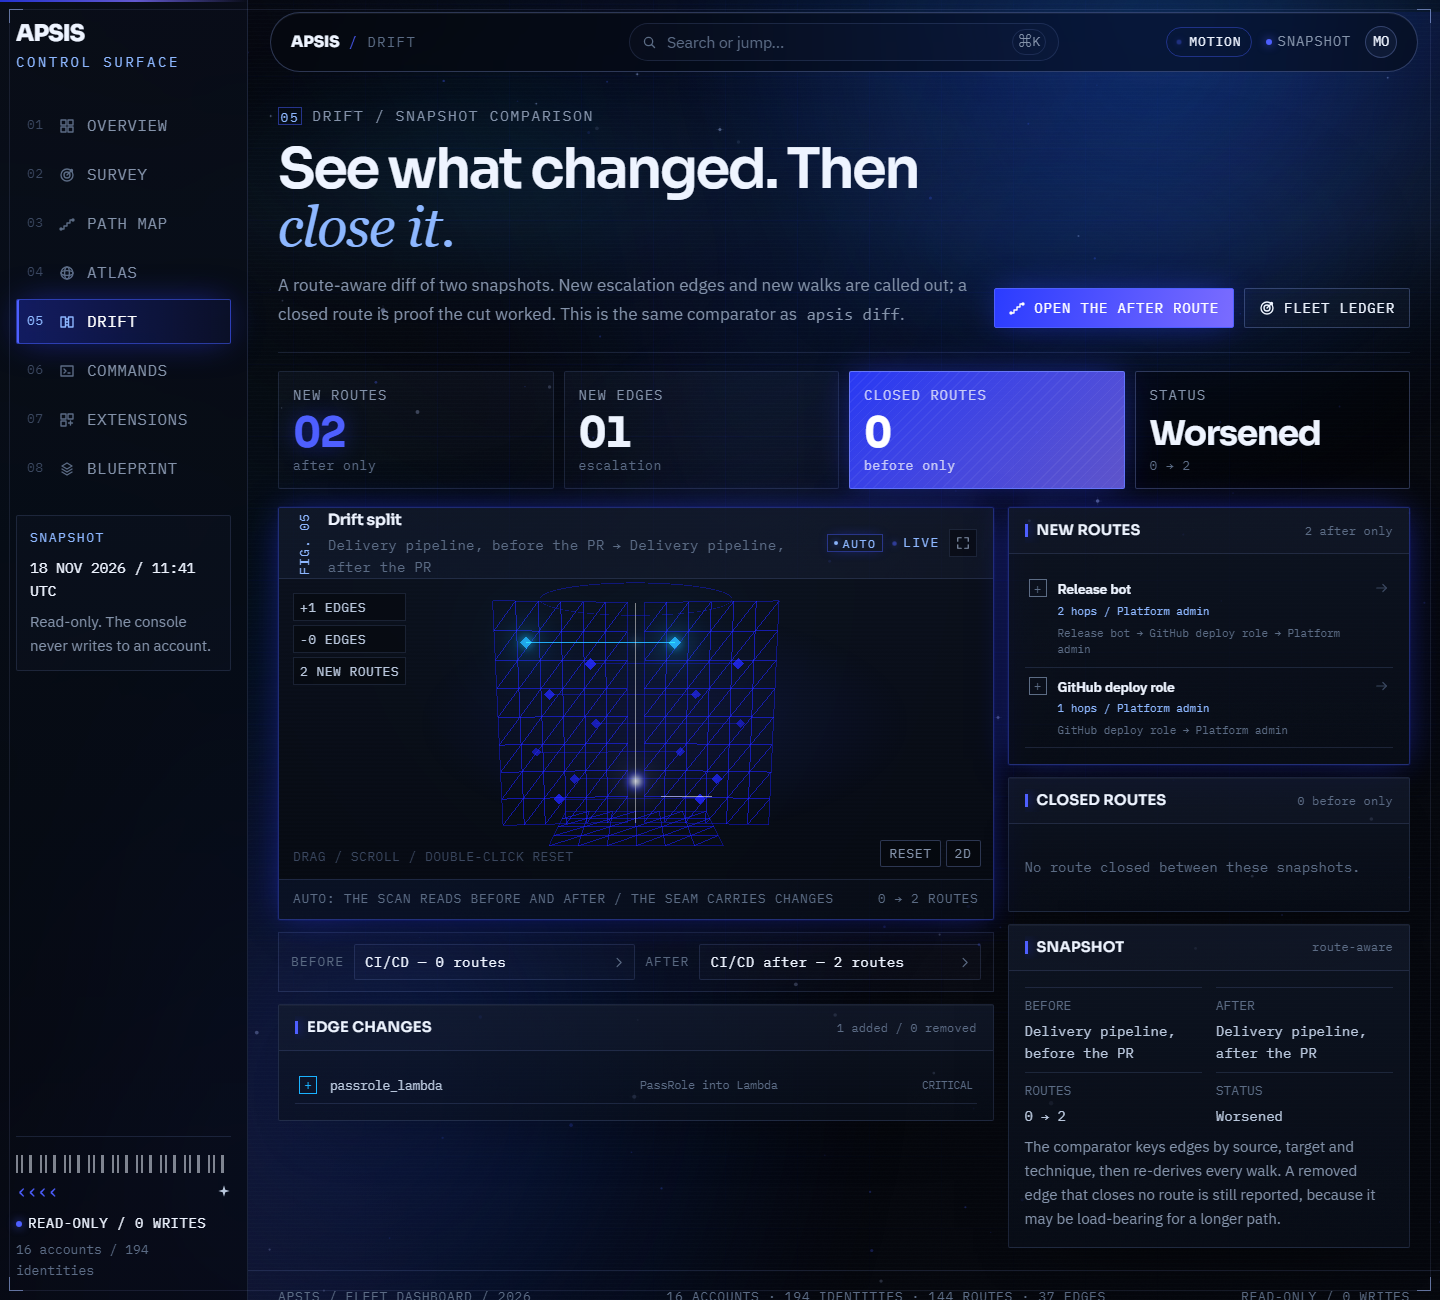 APSIS
CONTROL SURFACE
01 OVERVIEW
02 SURVEY
03 PATH MAP
04 ATLAS
05 DRIFT
06 COMMANDS
07 EXTENSIONS
08 BLUEPRINT
SNAPSHOT
18 NOV 2026 / 11:41
UTC
Read-only. The console
never writes to an account.
‹‹‹‹
READ-ONLY / 0 WRITES
16 accounts / 194
identities
APSIS / DRIFT
Search or jump...
⌘K
MOTION
SNAPSHOT
MO
05 DRIFT / SNAPSHOT COMPARISON
See what changed. Then
close it.
A route-aware diff of two snapshots. New escalation edges and new walks are called out; a
closed route is proof the cut worked. This is the same comparator as apsis diff.
OPEN THE AFTER ROUTE
FLEET LEDGER
NEW ROUTES
02
after only
NEW EDGES
01
escalation
CLOSED ROUTES
0
before only
STATUS
Worsened
0 → 2
FIG. 05
Drift split
Delivery pipeline, before the PR → Delivery pipeline,
after the PR
AUTO
LIVE
+1 EDGES
-0 EDGES
2 NEW ROUTES
DRAG / SCROLL / DOUBLE-CLICK RESET
RESET
2D
AUTO: THE SCAN READS BEFORE AND AFTER / THE SEAM CARRIES CHANGES
0 → 2 ROUTES
BEFORE
CI/CD — 0 routes
AFTER
CI/CD after — 2 routes
EDGE CHANGES
1 added / 0 removed
+ passrole_lambda
PassRole into Lambda
CRITICAL
NEW ROUTES
2 after only
+ Release bot →
2 hops / Platform admin
Release bot → GitHub deploy role → Platform
admin
+ GitHub deploy role →
1 hops / Platform admin
GitHub deploy role → Platform admin
CLOSED ROUTES
0 before only
No route closed between these snapshots.
SNAPSHOT
route-aware
BEFORE
Delivery pipeline,
before the PR
AFTER
Delivery pipeline,
after the PR
ROUTES
0 → 2
STATUS
Worsened
The comparator keys edges by source, target and
technique, then re-derives every walk. A removed
edge that closes no route is still reported, because it
may be load-bearing for a longer path.
APSIS / FLEET DASHBOARD / 2026
16 ACCOUNTS · 194 IDENTITIES · 144 ROUTES · 37 EDGES
READ-ONLY / 0 WRITES